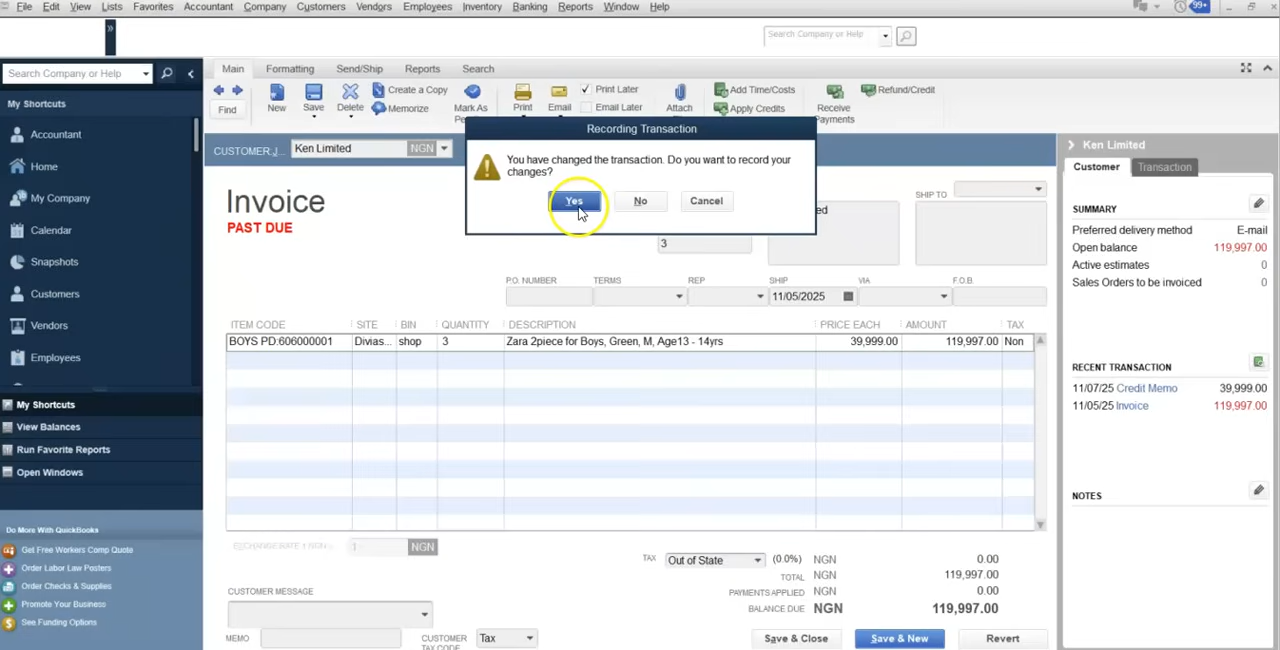 File Edit View Lists Favorites Accountant Company Customers Vendors Employees Inventory Banking Reports Window Help
99+
Search Company or Help
Search Company or Help
My Shortcuts
Accountant
Home
My Company
Calendar
Snapshots
Customers
Vendors
Employees
My Shortcuts
View Balances
Run Favorite Reports
Open Windows
Do More With QuickBooks
Get Free Workers Comp Quote
Order Labor Law Posters
Order Checks & Supplies
Promote Your Business
See Funding Options
Main Formatting Send/Ship Reports Search
Find
New
Save
Delete
Create a Copy
Memorize
Mark As
Print
Email
Print Later
Email Later
Attach
Add Time/Costs
Apply Credits
Receive
Payments
Refund/Credit
CUSTOMER:J... Ken Limited NGN
Recording Transaction
You have changed the transaction. Do you want to record your
changes?
Yes No Cancel
Invoice
PAST DUE
3
SHIP TO
P.O. NUMBER TERMS REP SHIP VIA F.O.B.
11/05/2025
ITEM CODE SITE BIN QUANTITY DESCRIPTION PRICE EACH AMOUNT TAX
BOYS PD:606000001 Divias... shop 3 Zara 2piece for Boys, Green, M, Age13 - 14yrs 39,999.00 119,997.00 Non
NGN
TAX Out of State (0.0%) NGN 0.00
TOTAL NGN 119,997.00
PAYMENTS APPLIED NGN 0.00
BALANCE DUE NGN 119,997.00
CUSTOMER MESSAGE
MEMO
CUSTOMER
TAX CODE
Tax
Save & Close Save & New Revert
Ken Limited
Customer Transaction
SUMMARY
Preferred delivery method E-mail
Open balance 119,997.00
Active estimates 0
Sales Orders to be invoiced 0
RECENT TRANSACTION
11/07/25 Credit Memo 39,999.00
11/05/25 Invoice 119,997.00
NOTES